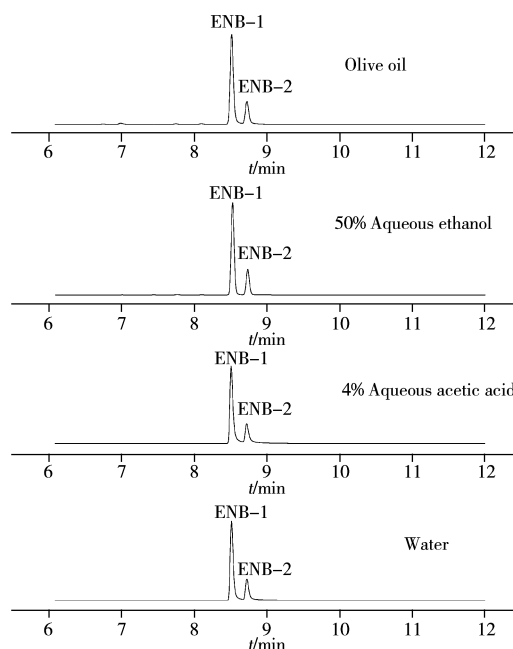 ENB-1
ENB-2
Olive oil
6 7 8 9 10 11 12
t/min
ENB-1
50% Aqueous ethanol
ENB-2
6 7 8 9 10 11 12
t/min
ENB-1
4% Aqueous acetic acid
ENB-2
6 7 8 9 10 11 12
t/min
ENB-1
Water
ENB-2
6 7 8 9 10 11 12
t/min